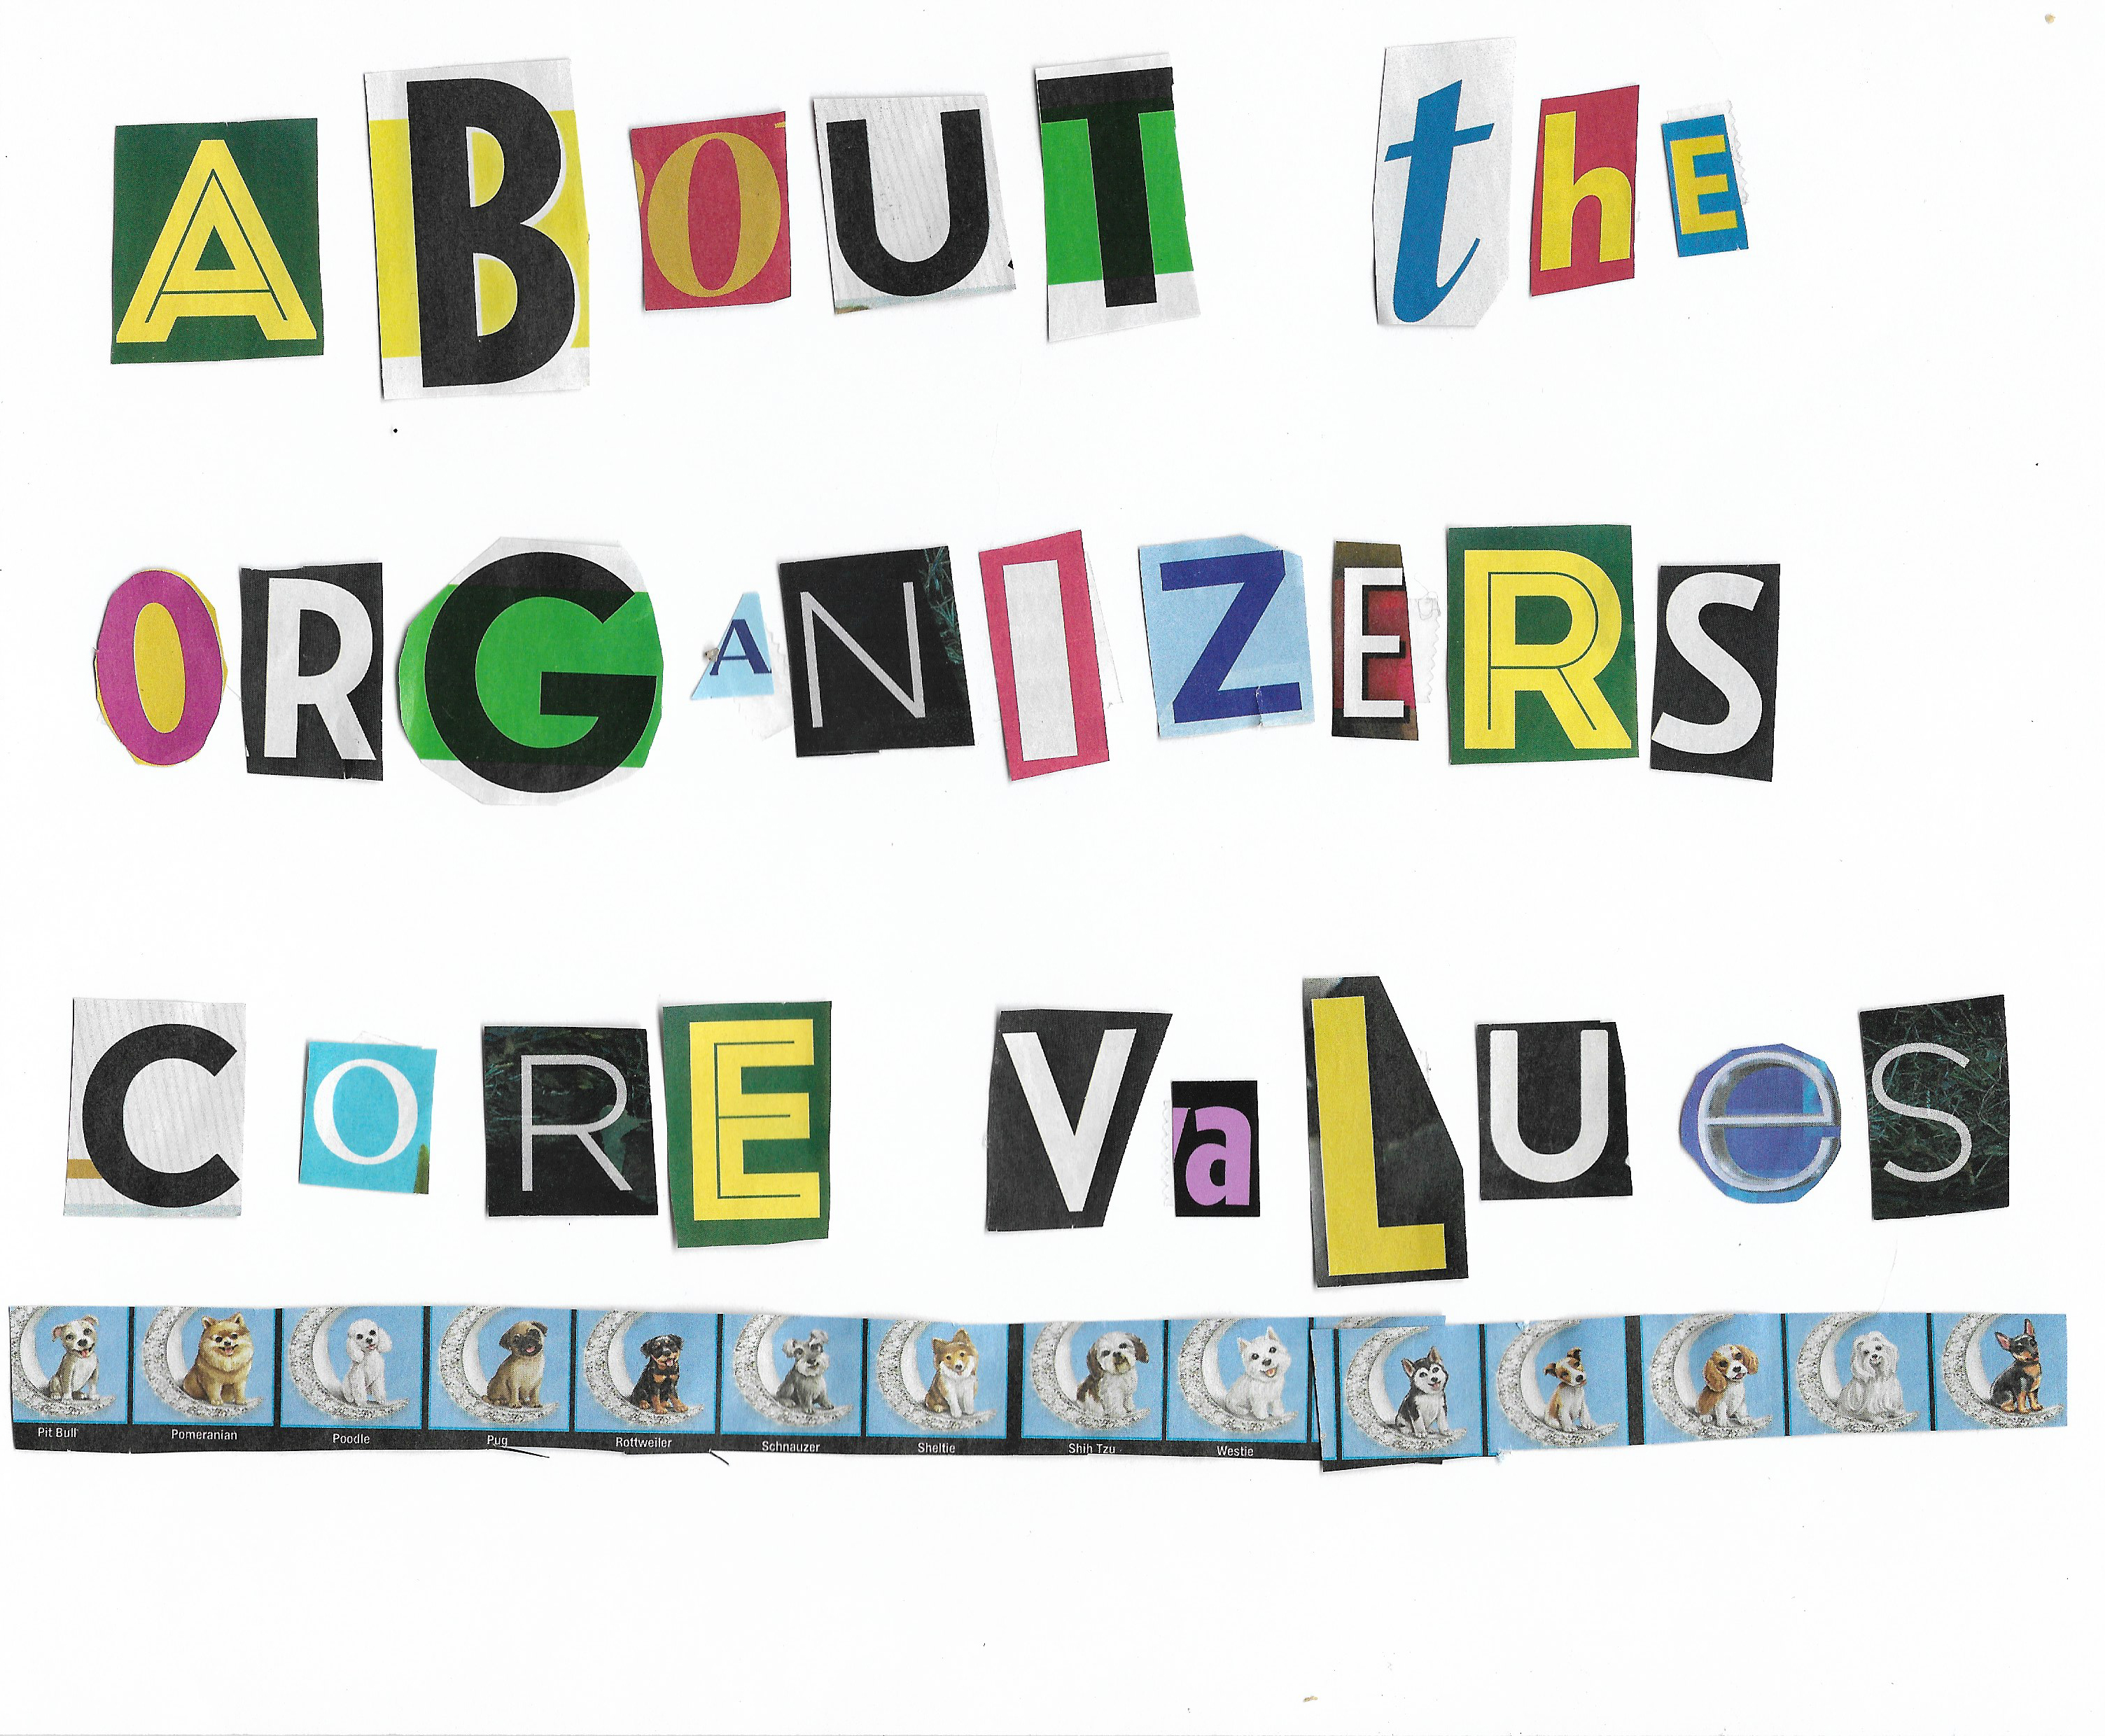 ABOUT the
ORGANIZERS
CORE VaLUeS
Pit Bull Pomeranian Poodle Pug Rottweiler Schnauzer Sheltie Shih Tzu Westie